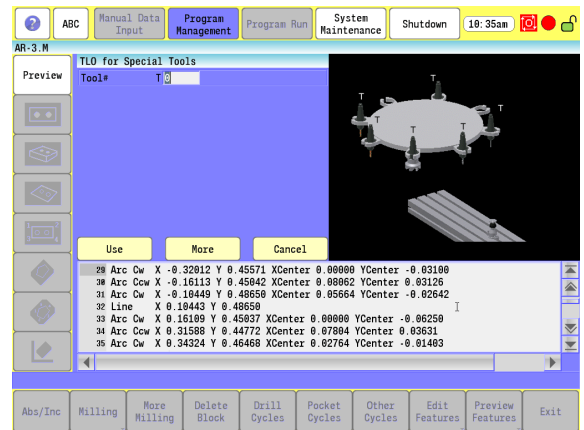 ?
ABC
Manual Data Input
Program Management
Program Run
System Maintenance
Shutdown
10:35am
AR-3.M
Preview
TLO for Special Tools
Tool# T 0
T
T
T
T
T
T
Use
More
Cancel
29 Arc Cw X -0.32012 Y 0.45571 XCenter 0.00000 YCenter -0.03100
30 Arc Ccw X -0.16113 Y 0.45042 XCenter 0.08062 YCenter 0.03126
31 Arc Cw X -0.10449 Y 0.48650 XCenter 0.05664 YCenter -0.02642
32 Line X 0.10443 Y 0.48650
33 Arc Cw X 0.16109 Y 0.45037 XCenter 0.00000 YCenter -0.06250
34 Arc Ccw X 0.31588 Y 0.44772 XCenter 0.07804 YCenter 0.03631
35 Arc Cw X 0.34324 Y 0.46468 XCenter 0.02764 YCenter -0.01403
Abs/Inc
Milling
More Milling
Delete Block
Drill Cycles
Pocket Cycles
Other Cycles
Edit Features
Preview Features
Exit